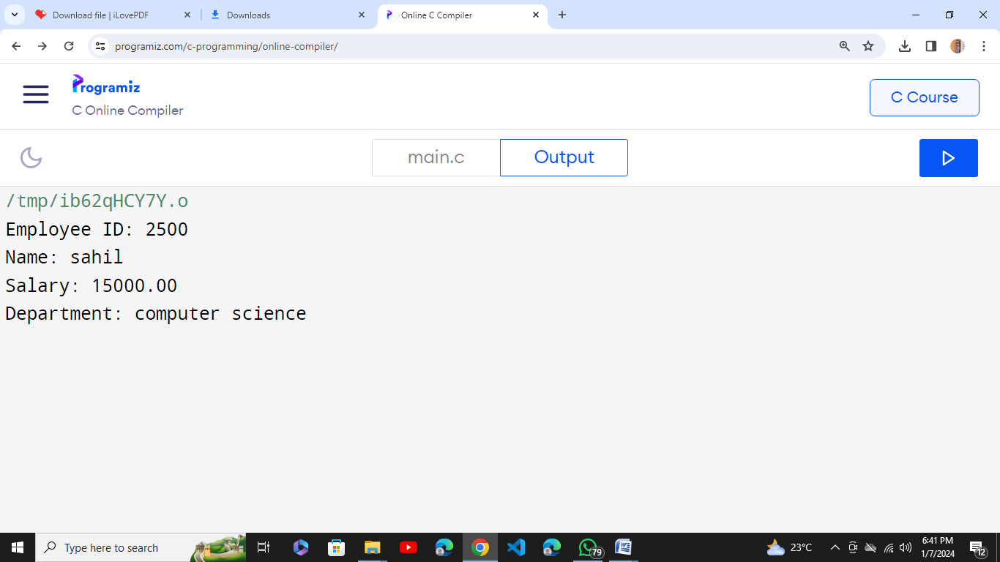 Download file | iLovePDF
Downloads
Online C Compiler
programiz.com/c-programming/online-compiler/
Programiz
C Online Compiler
C Course
main.c
Output
/tmp/ib62qHCY7Y.o
Employee ID: 2500
Name: sahil
Salary: 15000.00
Department: computer science
Type here to search
79
23°C
6:41 PM
1/7/2024
12